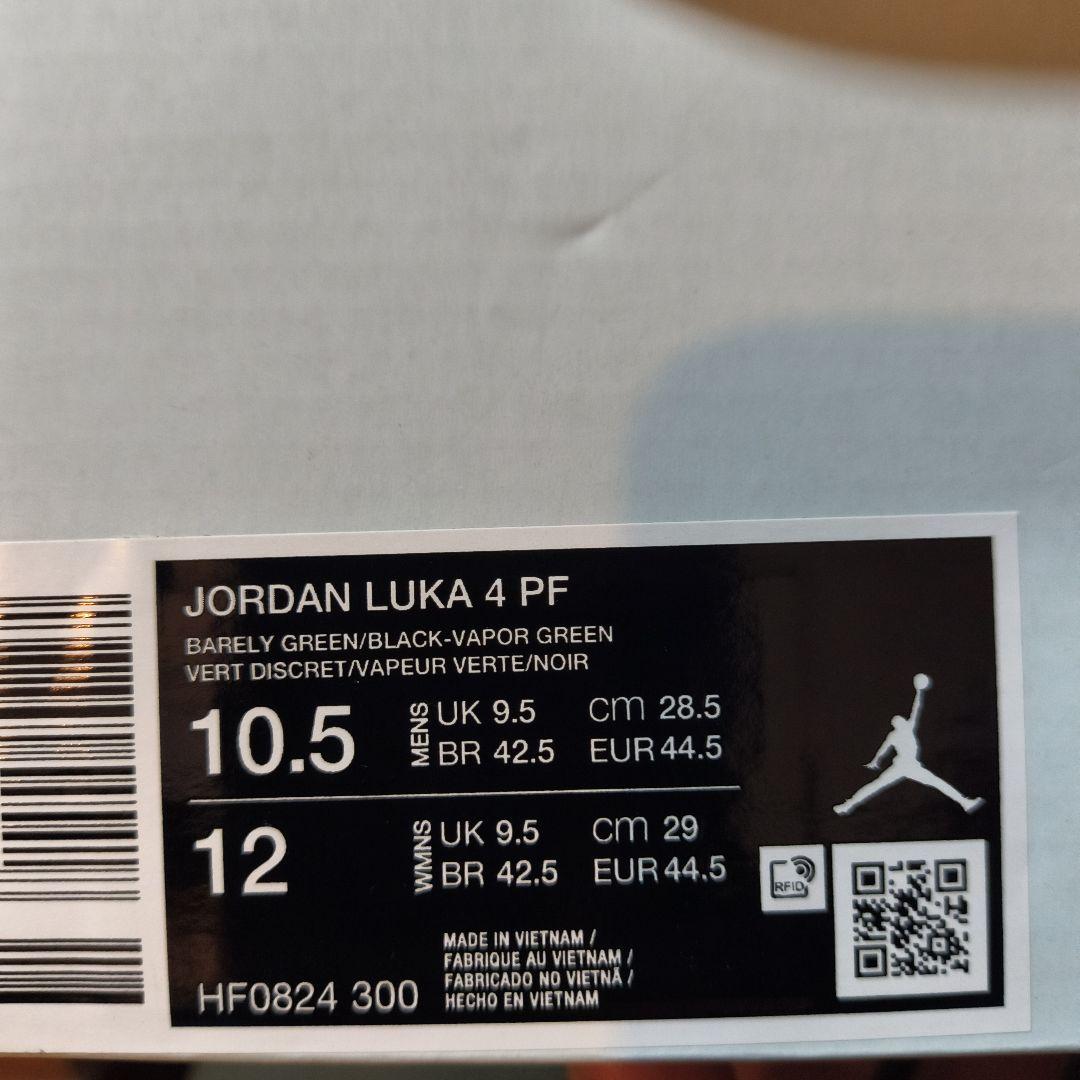 JORDAN LUKA 4 PF
BARELY GREEN/BLACK-VAPOR GREEN
VERT DISCRET/VAPEUR VERTE/NOIR
10.5 MENS UK 9.5 CM 28.5
BR 42.5 EUR 44.5
12 WMNS UK 9.5 CM 29
BR 42.5 EUR 44.5
RFID
MADE IN VIETNAM /
FABRIQUE AU VIETNAM /
FABRICADO NO VIETNÃ /
HECHO EN VIETNAM
HF0824 300